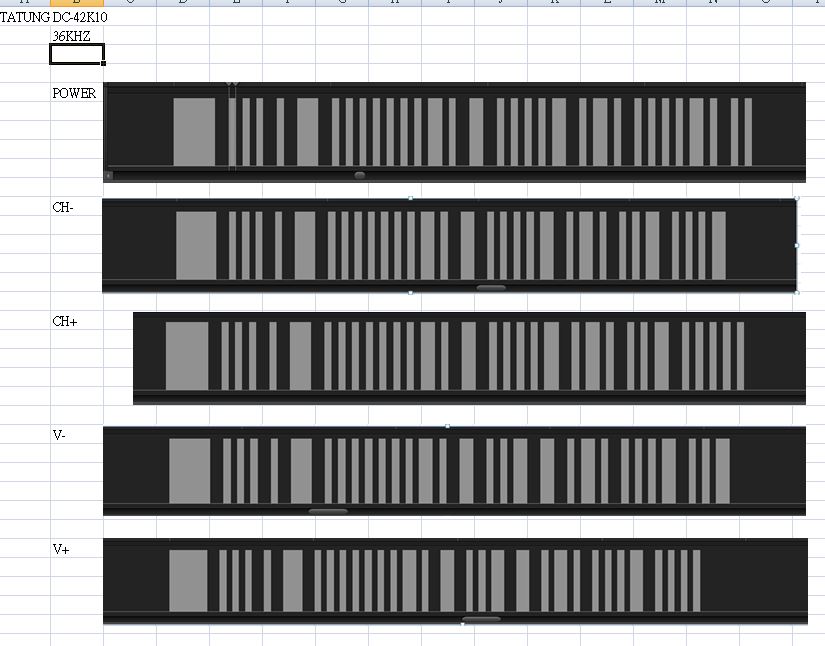 TATUNG DC-42K10
36KHZ
POWER
CH-
CH+
V-
V+